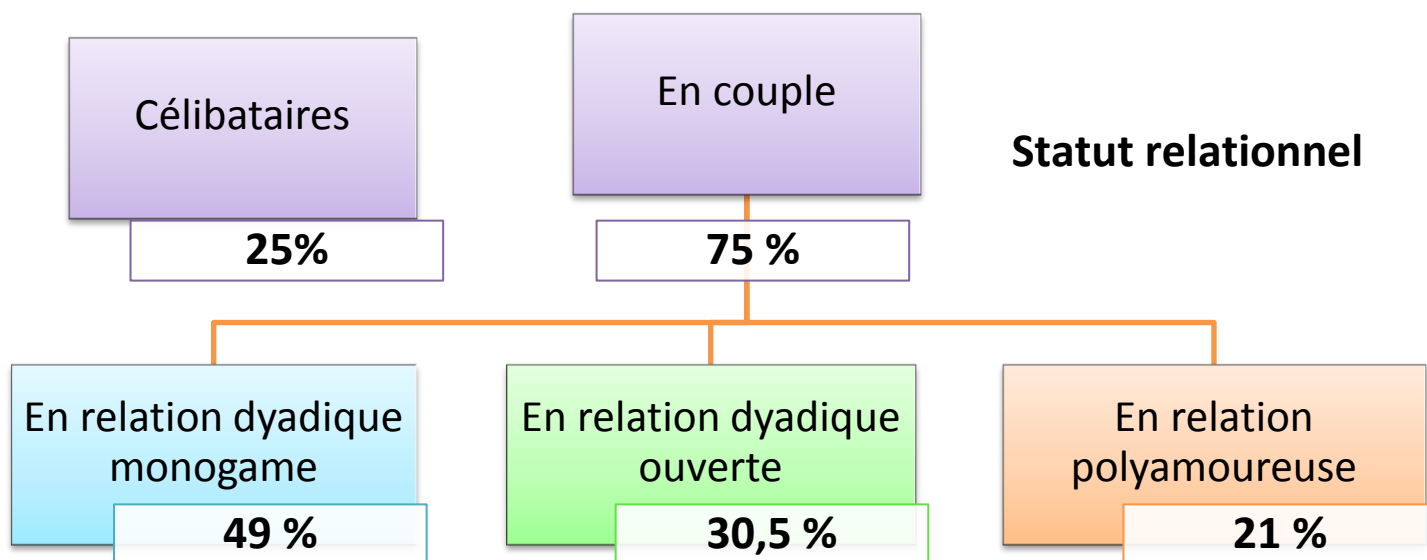 Célibataires
25%
En couple
75 %
Statut relationnel
En relation dyadique
monogame
49 %
En relation dyadique
ouverte
30,5 %
En relation
polyamoureuse
21 %